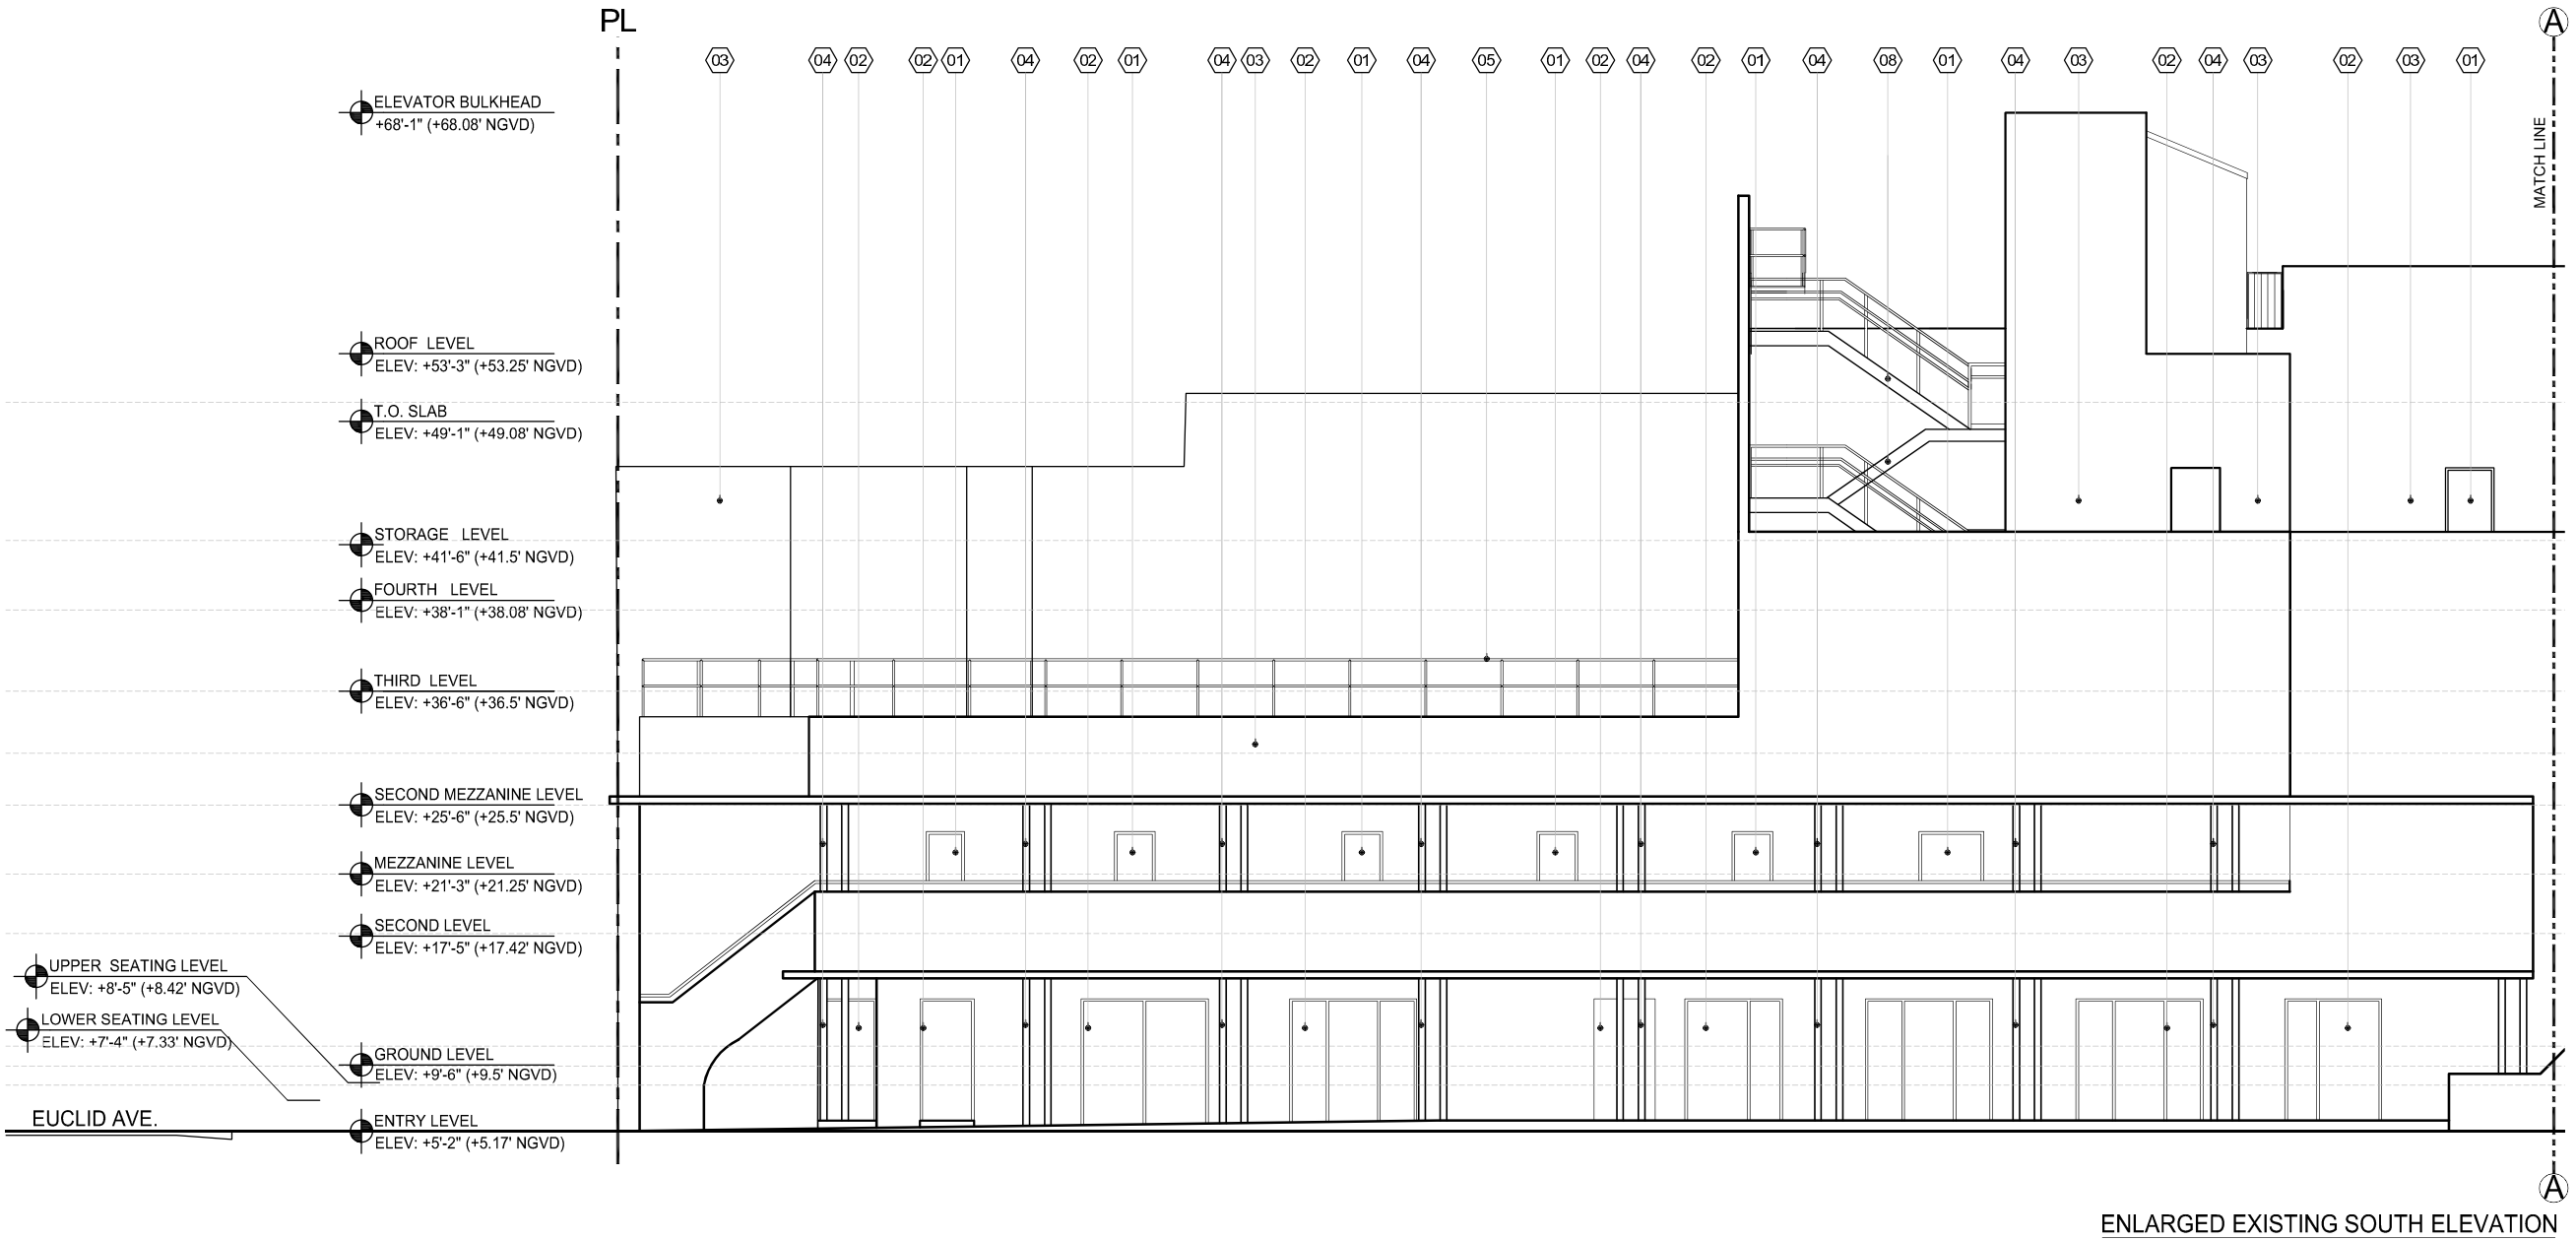 PL
A
03
04
02
02
01
04
02
01
04
03
02
01
04
05
01
02
04
02
01
04
08
01
04
03
02
04
03
02
03
01
MATCH LINE
ELEVATOR BULKHEAD
+68'-1" (+68.08' NGVD)
ROOF LEVEL
ELEV: +53'-3" (+53.25' NGVD)
T.O. SLAB
ELEV: +49'-1" (+49.08' NGVD)
STORAGE LEVEL
ELEV: +41'-6" (+41.5' NGVD)
FOURTH LEVEL
ELEV: +38'-1" (+38.08' NGVD)
THIRD LEVEL
ELEV: +36'-6" (+36.5' NGVD)
SECOND MEZZANINE LEVEL
ELEV: +25'-6" (+25.5' NGVD)
MEZZANINE LEVEL
ELEV: +21'-3" (+21.25' NGVD)
SECOND LEVEL
ELEV: +17'-5" (+17.42' NGVD)
UPPER SEATING LEVEL
ELEV: +8'-5" (+8.42' NGVD)
LOWER SEATING LEVEL
ELEV: +7'-4" (+7.33' NGVD)
GROUND LEVEL
ELEV: +9'-6" (+9.5' NGVD)
EUCLID AVE.
ENTRY LEVEL
ELEV: +5'-2" (+5.17' NGVD)
A
ENLARGED EXISTING SOUTH ELEVATION